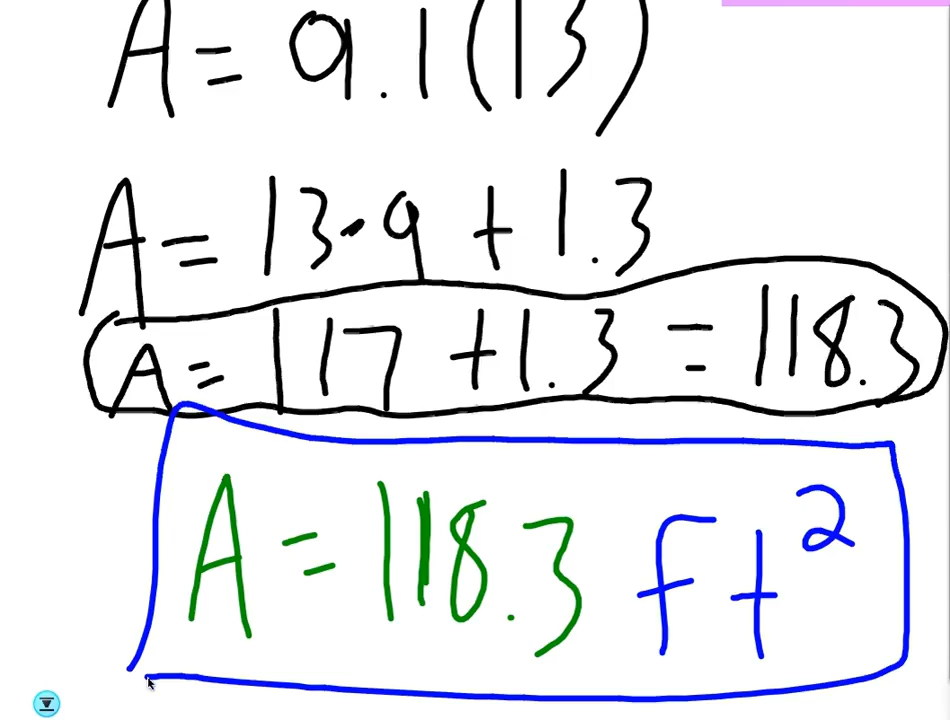 A = 9.1(13)
A = 13·9 + 1.3
A = 117 + 1.3 = 118.3
A = 118.3 ft²